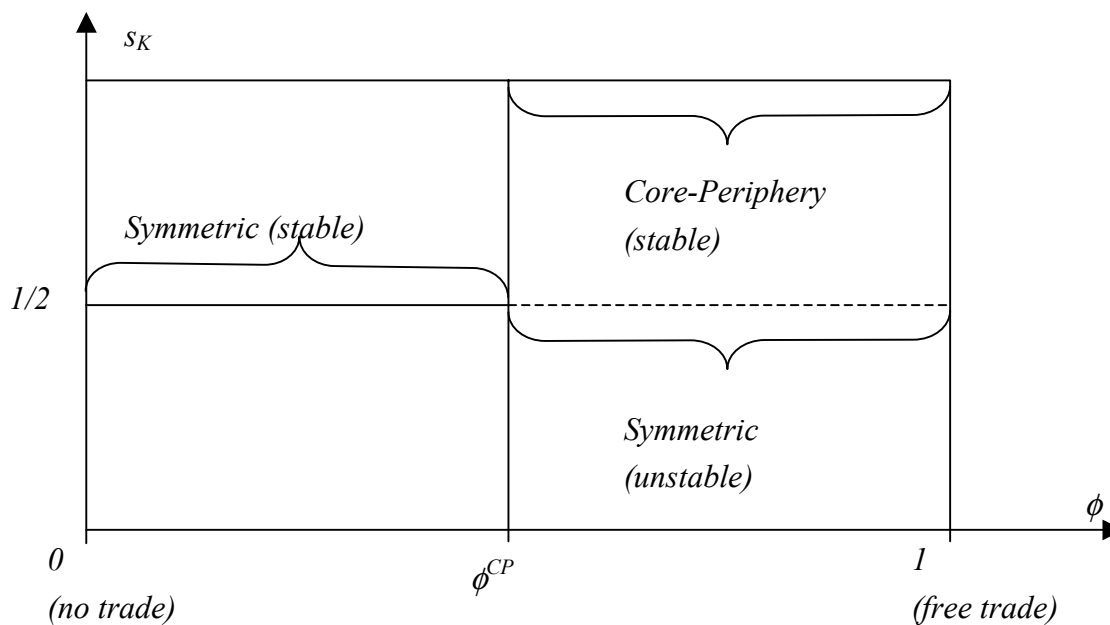 s_K
Core-Periphery
(stable)
Symmetric (stable)
1/2
Symmetric
(unstable)
ϕ
0
ϕ^CP
1
(no trade)
(free trade)